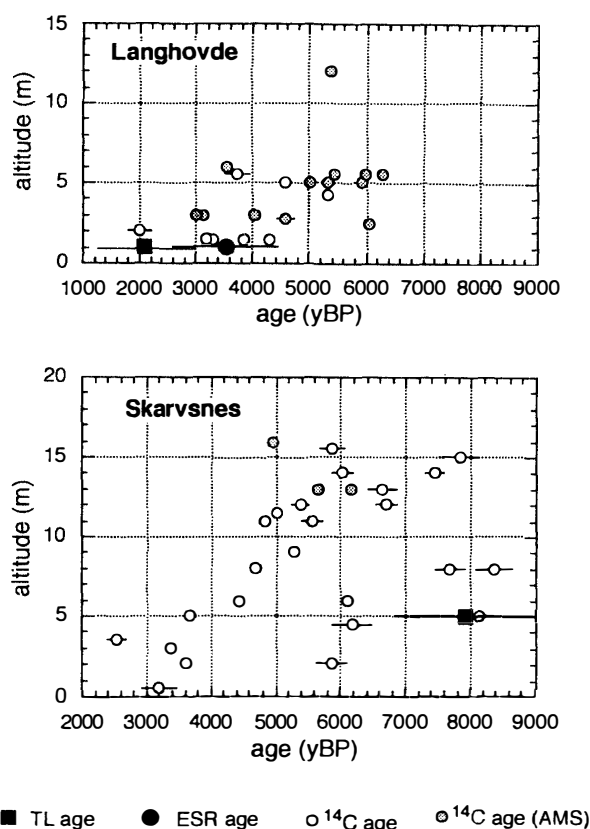 15
Langhovde
10
altitude (m)
5
0
1000 2000 3000 4000 5000 6000 7000 8000 9000
age (yBP)
20
Skarvsnes
15
altitude (m)
10
5
0
2000 3000 4000 5000 6000 7000 8000 9000
age (yBP)
TL age ESR age 14C age 14C age (AMS)